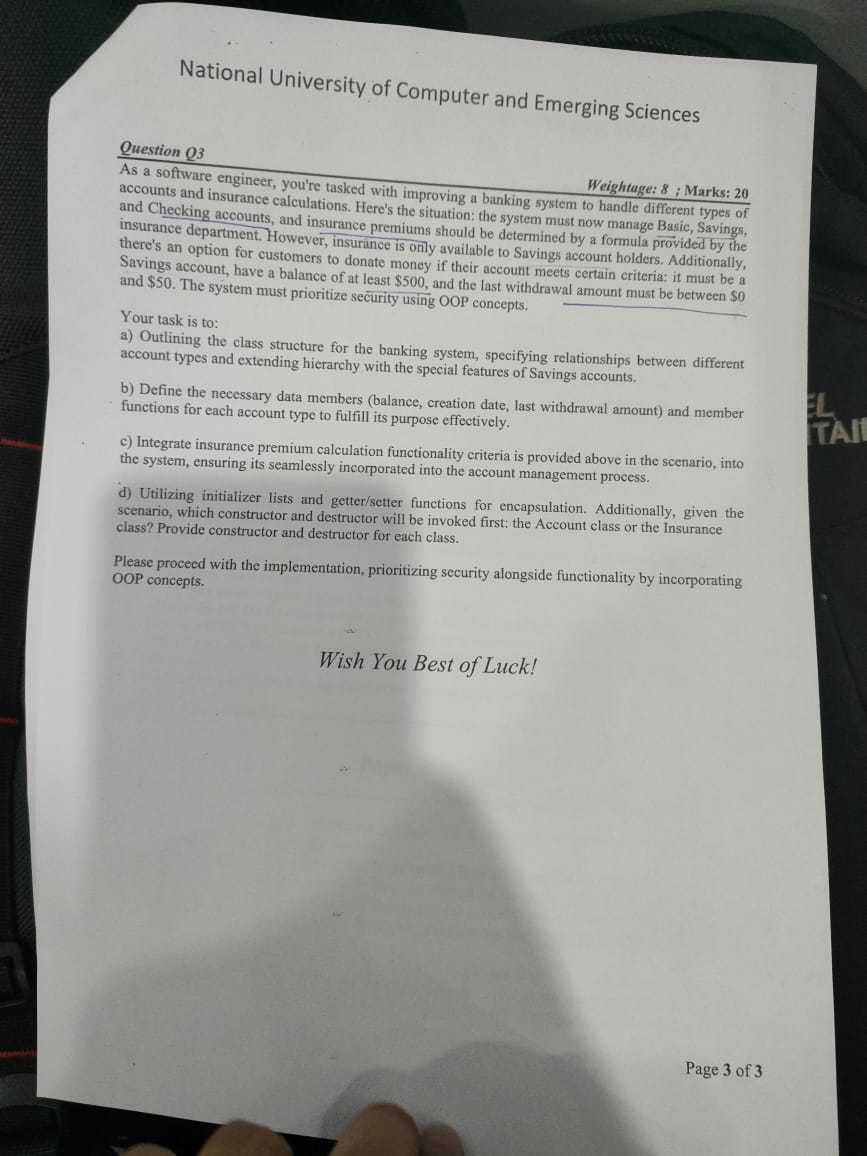 National University of Computer and Emerging Sciences
Question Q3
Weightage: 8 ; Marks: 20
As a software engineer, you're tasked with improving a banking system to handle different types of
accounts and insurance calculations. Here's the situation: the system must now manage Basic, Savings,
and Checking accounts, and insurance premiums should be determined by a formula provided by the
insurance department. However, insurance is only available to Savings account holders. Additionally,
there's an option for customers to donate money if their account meets certain criteria: it must be a
Savings account, have a balance of at least $500, and the last withdrawal amount must be between $0
and $50. The system must prioritize security using OOP concepts.
Your task is to:
a) Outlining the class structure for the banking system, specifying relationships between different
account types and extending hierarchy with the special features of Savings accounts.
b) Define the necessary data members (balance, creation date, last withdrawal amount) and member
functions for each account type to fulfill its purpose effectively.
c) Integrate insurance premium calculation functionality criteria is provided above in the scenario, into
the system, ensuring its seamlessly incorporated into the account management process.
d) Utilizing initializer lists and getter/setter functions for encapsulation. Additionally, given the
scenario, which constructor and destructor will be invoked first: the Account class or the Insurance
class? Provide constructor and destructor for each class.
Please proceed with the implementation, prioritizing security alongside functionality by incorporating
OOP concepts.
Wish You Best of Luck!
Page 3 of 3